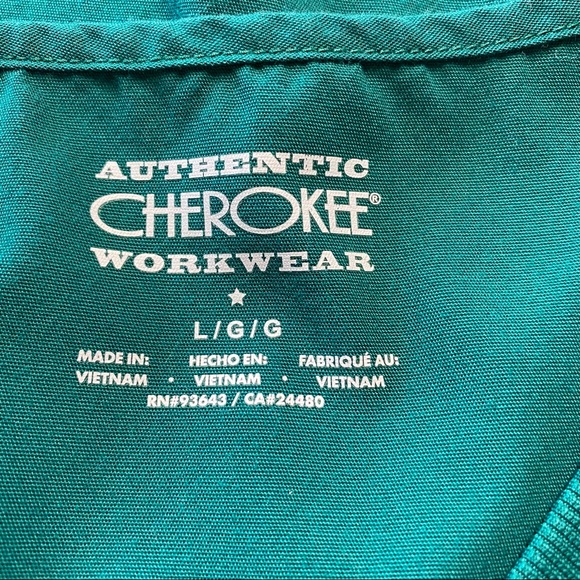 AUTHENTIC
CHEROKEE®
WORKWEAR
L/G/G
MADE IN: HECHO EN: FABRIQUÉ AU:
VIETNAM • VIETNAM • VIETNAM
RN#93643 / CA#24480